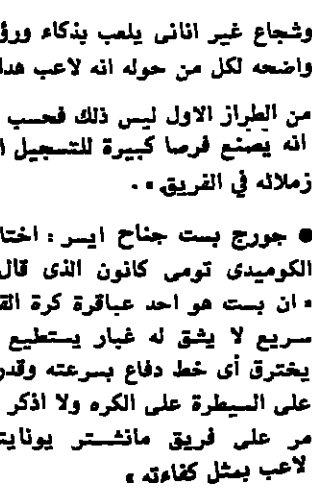 وشجاع غير انانى يلعب بذكاء ورؤ
واضحه لكل من حوله انه لاعب هدا
من الطراز الاول ليس ذلك فحسب
انه يصنع فرصا كبيرة للتسجيل ا
زملائه في الفريق » .
● جورج بست جناح ايسر : اختا
الكوميدى تومى كانون الذى قال
« ان بست هو احد عباقرة كرة الق
سريع لا يشق له غبار يستطيع
يخترق أى خط دفاع بسرعته وقدر
على السيطرة على الكره ولا اذكر
مر على فريق مانشستر يونايت
لاعب بمثل كفاءته »